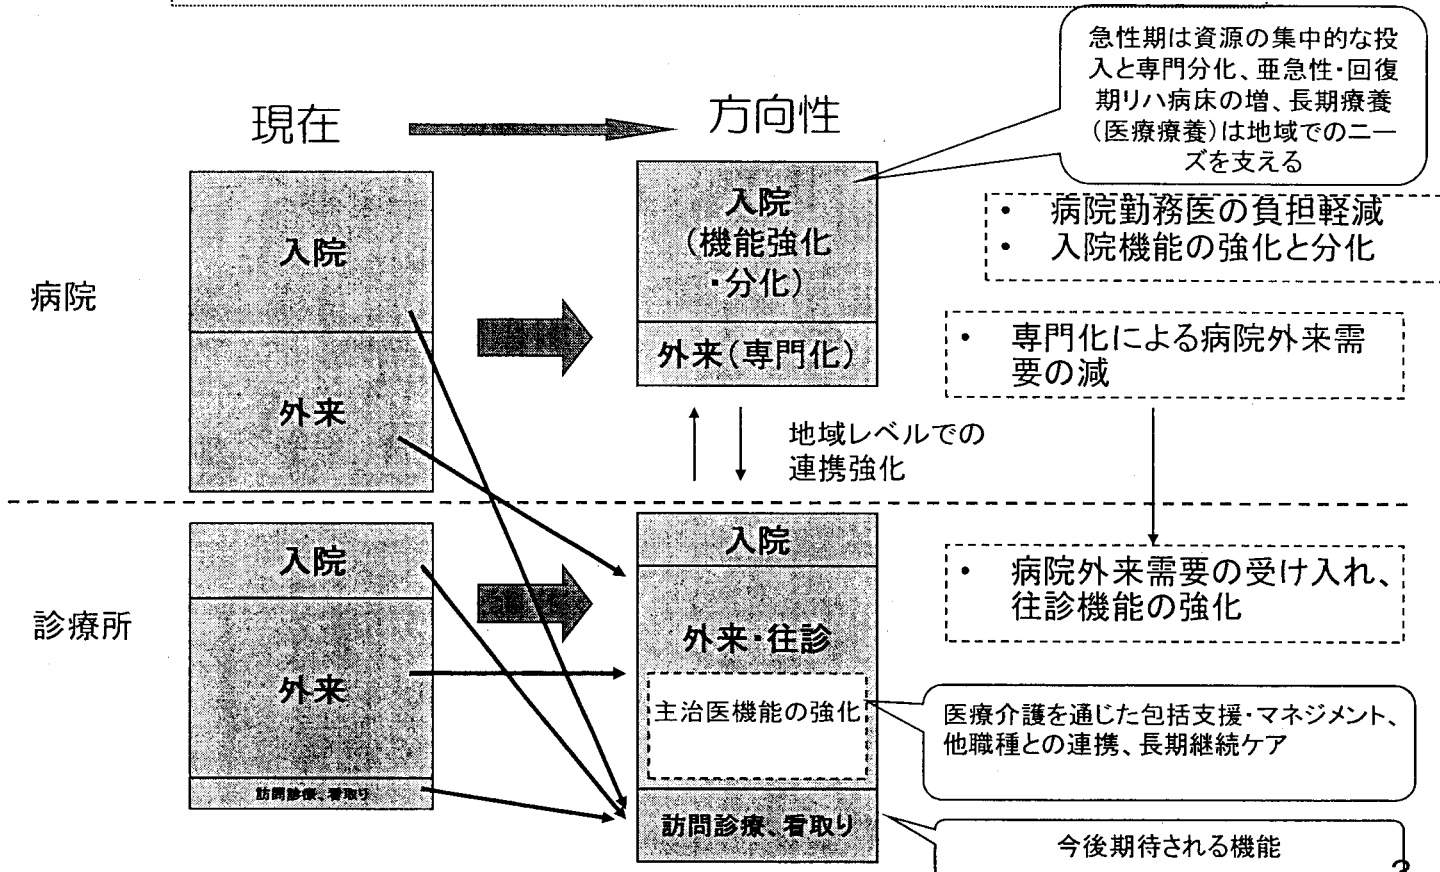 急性期は資源の集中的な投
入と専門分化、亜急性・回復
期リハ病床の増、長期療養
(医療療養)は地域でのニー
ズを支える
現在
方向性
病院
入院
外来
入院
(機能強化
・分化)
外来(専門化)
• 病院勤務医の負担軽減
• 入院機能の強化と分化
• 専門化による病院外来需
要の減
地域レベルでの
連携強化
診療所
入院
外来
訪問診療、看取り
入院
外来・往診
主治医機能の強化
訪問診療、看取り
• 病院外来需要の受け入れ、
往診機能の強化
医療介護を通じた包括支援・マネジメント、
他職種との連携、長期継続ケア
今後期待される機能